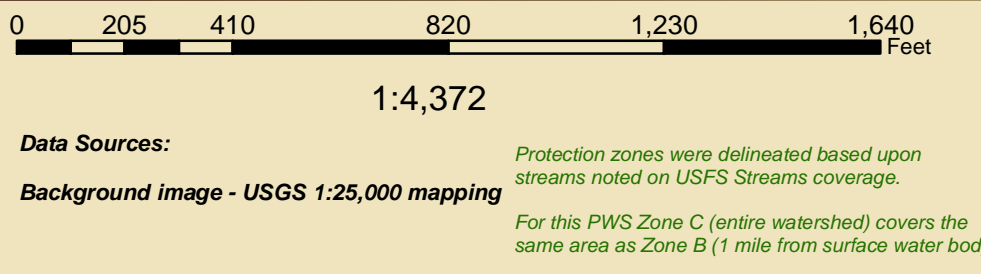 0 205 410 820 1,230 1,640
Feet
1:4,372
Data Sources:
Background image - USGS 1:25,000 mapping
Protection zones were delineated based upon
streams noted on USFS Streams coverage.
For this PWS Zone C (entire watershed) covers the
same area as Zone B (1 mile from surface water bod